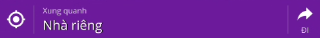 Xung quanh
Nhà riêng
ĐI